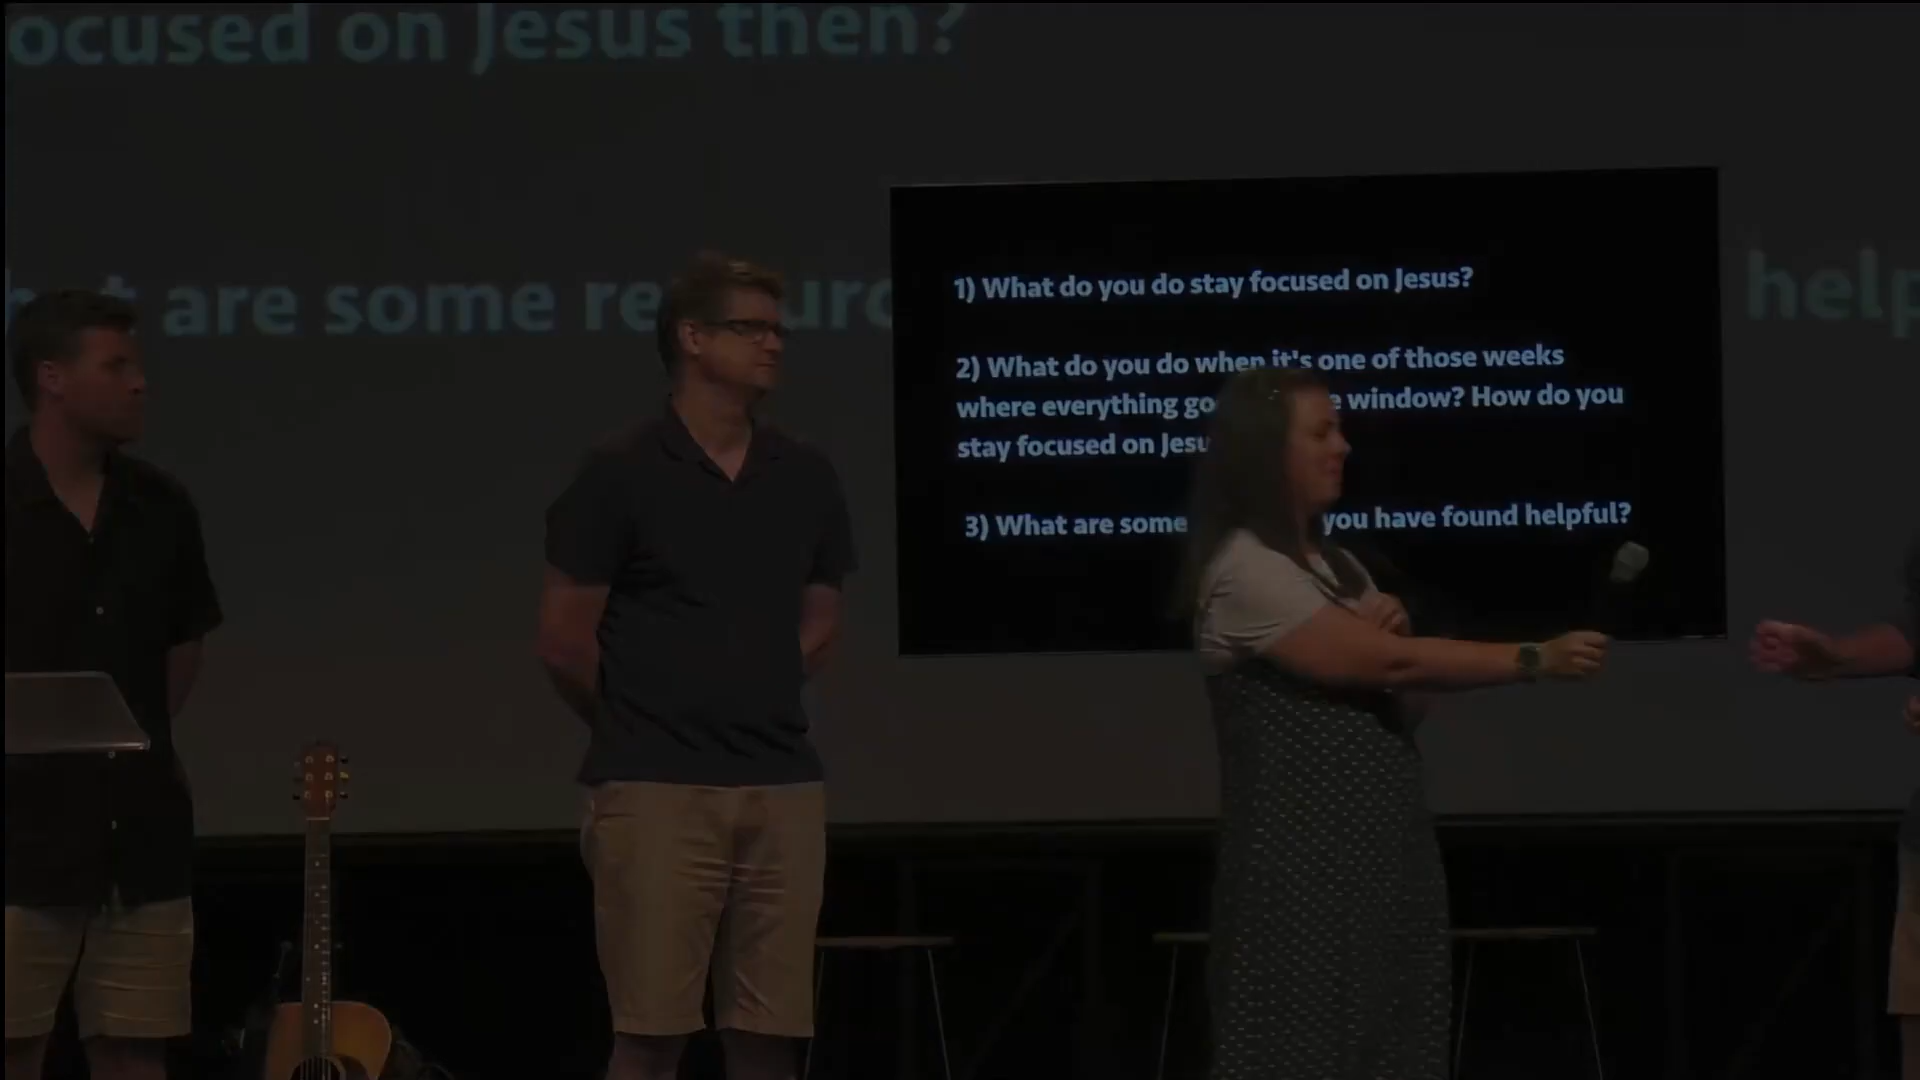 ocused on Jesus then?
at are some re urc help
1) What do you do stay focused on Jesus?
2) What do you do when it's one of those weeks
where everything go e window? How do you
stay focused on Jesu
3) What are some you have found helpful?